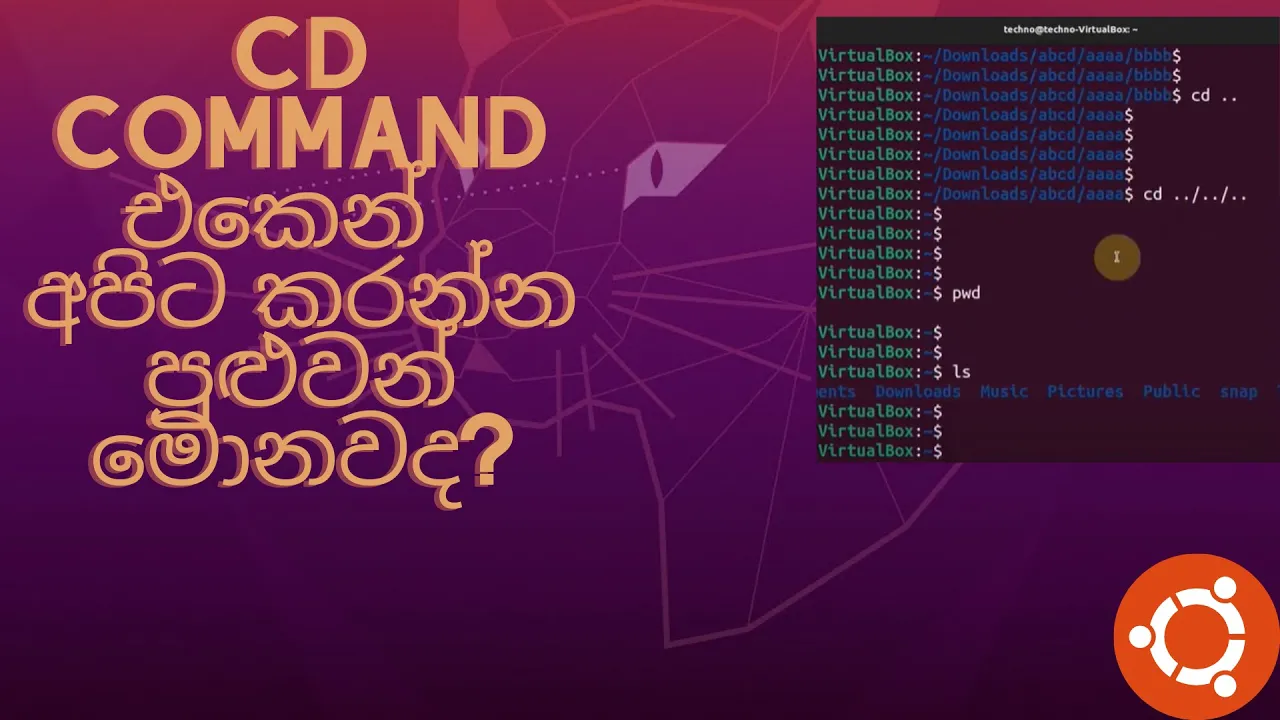 CD
COMMAND
එකෙන්
අපිට කරන්න
පුළුවන්
මොනවද?
techno@techno-VirtualBox: ~
VirtualBox:~/Downloads/abcd/aaaa/bbbb$
VirtualBox:~/Downloads/abcd/aaaa/bbbb$
VirtualBox:~/Downloads/abcd/aaaa/bbbb$ cd ..
VirtualBox:~/Downloads/abcd/aaaa$
VirtualBox:~/Downloads/abcd/aaaa$
VirtualBox:~/Downloads/abcd/aaaa$
VirtualBox:~/Downloads/abcd/aaaa$
VirtualBox:~/Downloads/abcd/aaaa$ cd ../../..
VirtualBox:~$
VirtualBox:~$
VirtualBox:~$
VirtualBox:~$
VirtualBox:~$ pwd
VirtualBox:~$
VirtualBox:~$
VirtualBox:~$ ls
ents Downloads Music Pictures Public snap
VirtualBox:~$
VirtualBox:~$
VirtualBox:~$